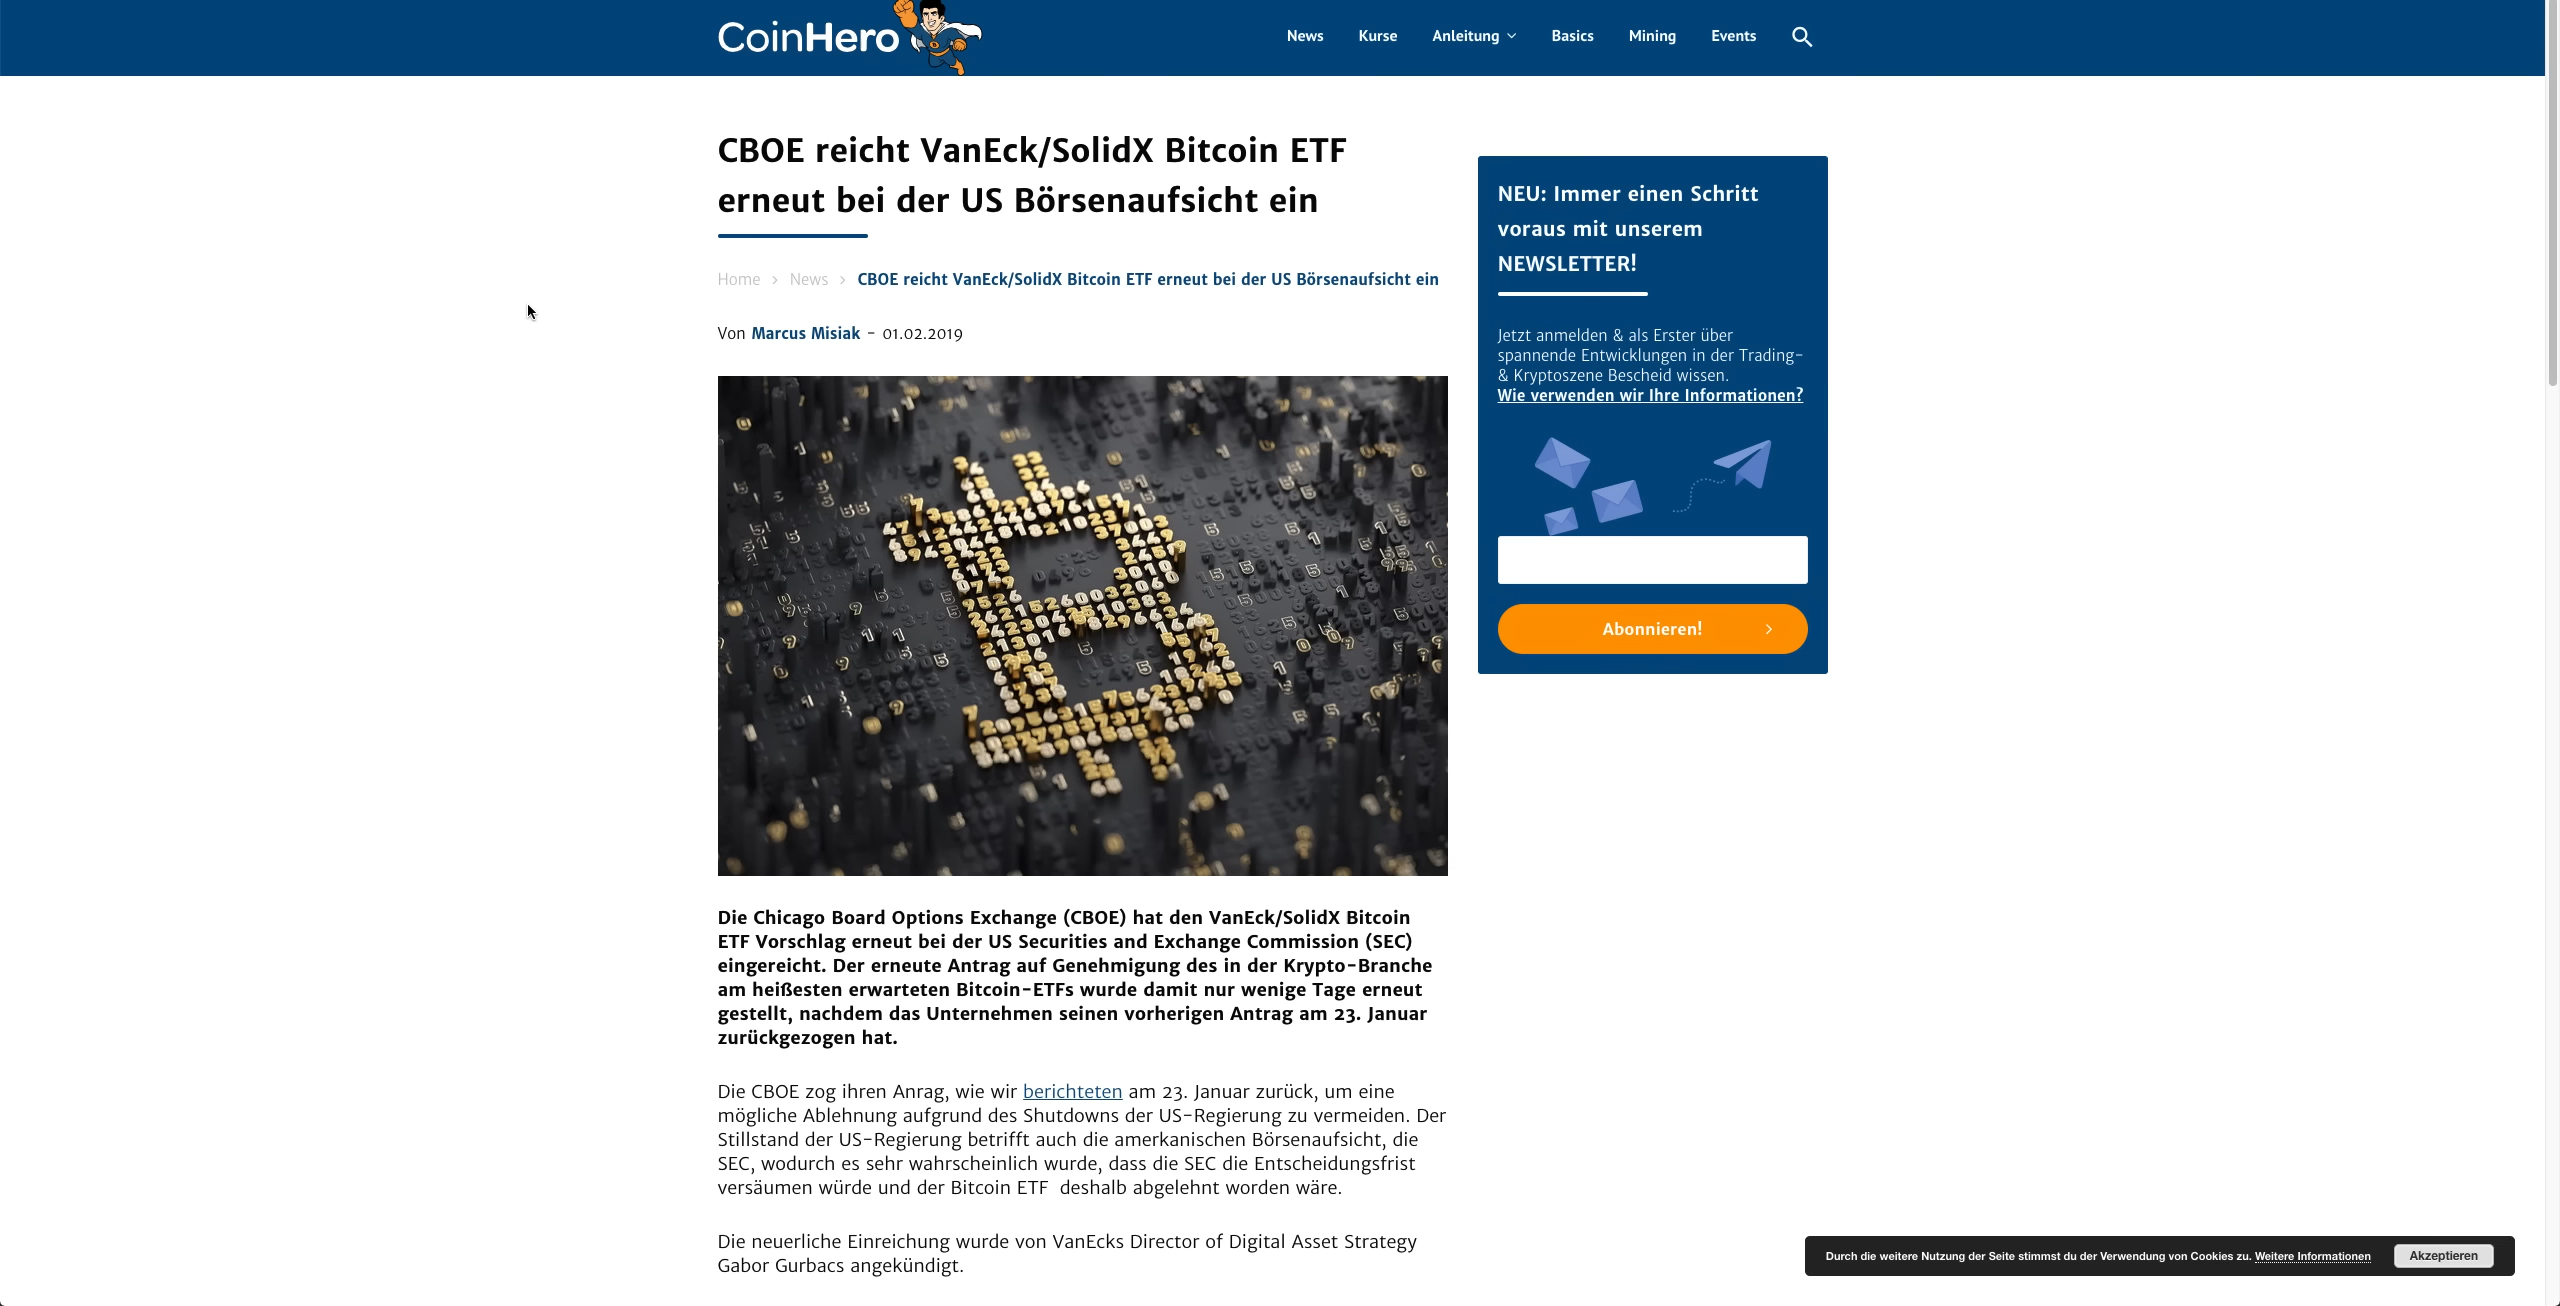 CoinHero
News
Kurse
Anleitung
Basics
Mining
Events
CBOE reicht VanEck/SolidX Bitcoin ETF
erneut bei der US Börsenaufsicht ein
Home > News > CBOE reicht VanEck/SolidX Bitcoin ETF erneut bei der US Börsenaufsicht ein
Von Marcus Misiak - 01.02.2019
Die Chicago Board Options Exchange (CBOE) hat den VanEck/SolidX Bitcoin
ETF Vorschlag erneut bei der US Securities and Exchange Commission (SEC)
eingereicht. Der erneute Antrag auf Genehmigung des in der Krypto-Branche
am heißesten erwarteten Bitcoin-ETFs wurde damit nur wenige Tage erneut
gestellt, nachdem das Unternehmen seinen vorherigen Antrag am 23. Januar
zurückgezogen hat.
Die CBOE zog ihren Anrag, wie wir berichteten am 23. Januar zurück, um eine
mögliche Ablehnung aufgrund des Shutdowns der US-Regierung zu vermeiden. Der
Stillstand der US-Regierung betrifft auch die amerkanischen Börsenaufsicht, die
SEC, wodurch es sehr wahrscheinlich wurde, dass die SEC die Entscheidungsfrist
versäumen würde und der Bitcoin ETF  deshalb abgelehnt worden wäre.
Die neuerliche Einreichung wurde von VanEcks Director of Digital Asset Strategy
Gabor Gurbacs angekündigt.
NEU: Immer einen Schritt
voraus mit unserem
NEWSLETTER!
Jetzt anmelden & als Erster über
spannende Entwicklungen in der Trading-
& Kryptoszene Bescheid wissen.
Wie verwenden wir Ihre Informationen?
Abonnieren!
Durch die weitere Nutzung der Seite stimmst du der Verwendung von Cookies zu. Weitere Informationen
Akzeptieren